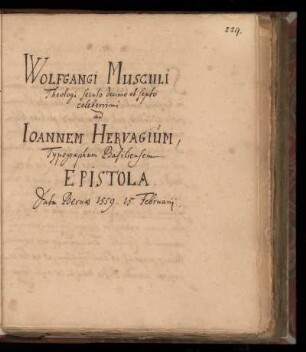 229.
WOLFGANGI MUSCULI
Theologi seculo decimo et sexto
celeberrimi
ad
IOANNEM HERVAGIUM,
Typographum Basiliensem
EPISTOLA
Data Bernæ 1559. 15 Februarij.